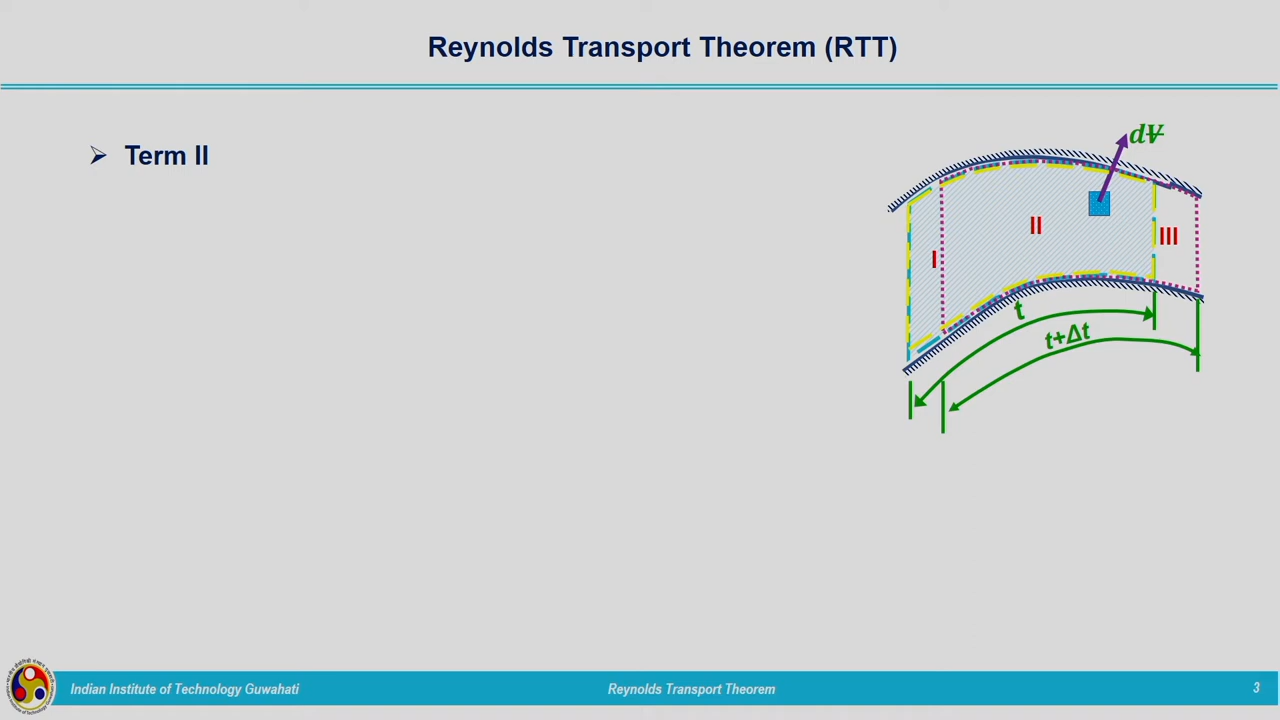 Reynolds Transport Theorem (RTT)
➢ Term II
dV̶
I
II
III
t
t+Δt
Indian Institute of Technology Guwahati
Reynolds Transport Theorem
3